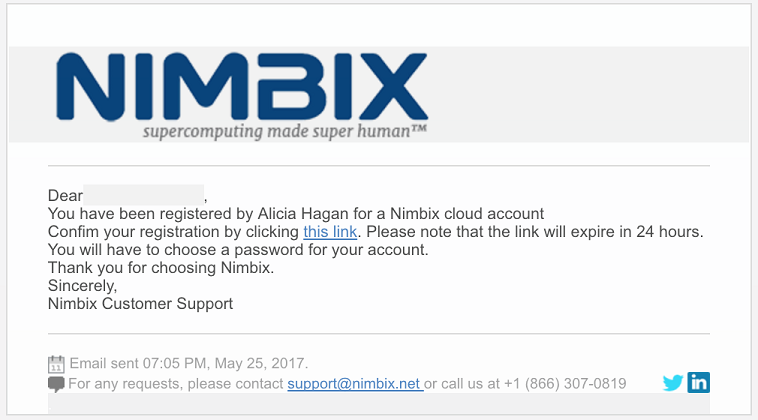 NIMBIX
supercomputing made super human™
Dear ,
You have been registered by Alicia Hagan for a Nimbix cloud account
Confim your registration by clicking this link. Please note that the link will expire in 24 hours.
You will have to choose a password for your account.
Thank you for choosing Nimbix.
Sincerely,
Nimbix Customer Support
11 Email sent 07:05 PM, May 25, 2017.
For any requests, please contact support@nimbix.net or call us at +1 (866) 307-0819 in